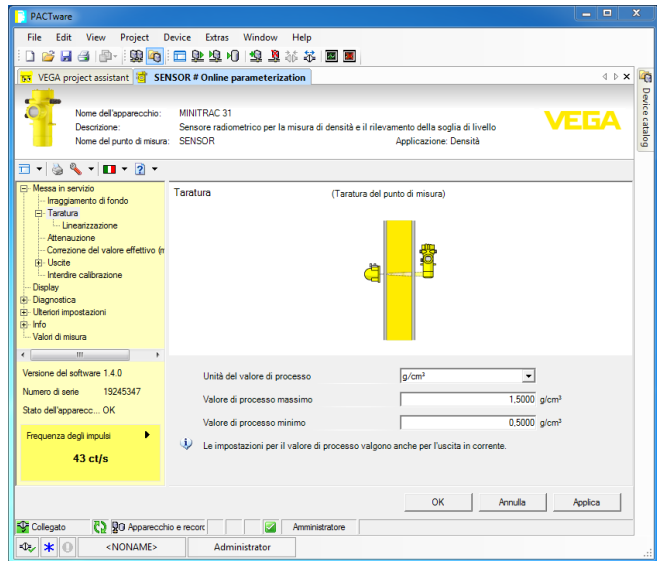 PACTware
File Edit View Project Device Extras Window Help
VEGA project assistant SENSOR # Online parameterization
Device catalog
Nome dell'apparecchio: MINITRAC 31
Descrizione: Sensore radiometrico per la misura di densità e il rilevamento della soglia di livello
Nome del punto di misura: SENSOR Applicazione: Densità
VEGA
Messa in servizio
Irraggiamento di fondo
Taratura
Linearizzazione
Attenuazione
Correzione del valore effettivo (m
Uscite
Interdire calibrazione
Display
Diagnostica
Ulteriori impostazioni
Info
Valori di misura
Versione del software 1.4.0
Numero di serie 19245347
Stato dell'apparecc... OK
Frequenza degli impulsi
43 ct/s
Taratura (Taratura del punto di misura)
Unità del valore di processo g/cm³
Valore di processo massimo 1,5000 g/cm³
Valore di processo minimo 0,5000 g/cm³
Le impostazioni per il valore di processo valgono anche per l'uscita in corrente.
OK Annulla Applica
Collegato Apparecchio e recorc Amministratore
<NONAME> Administrator